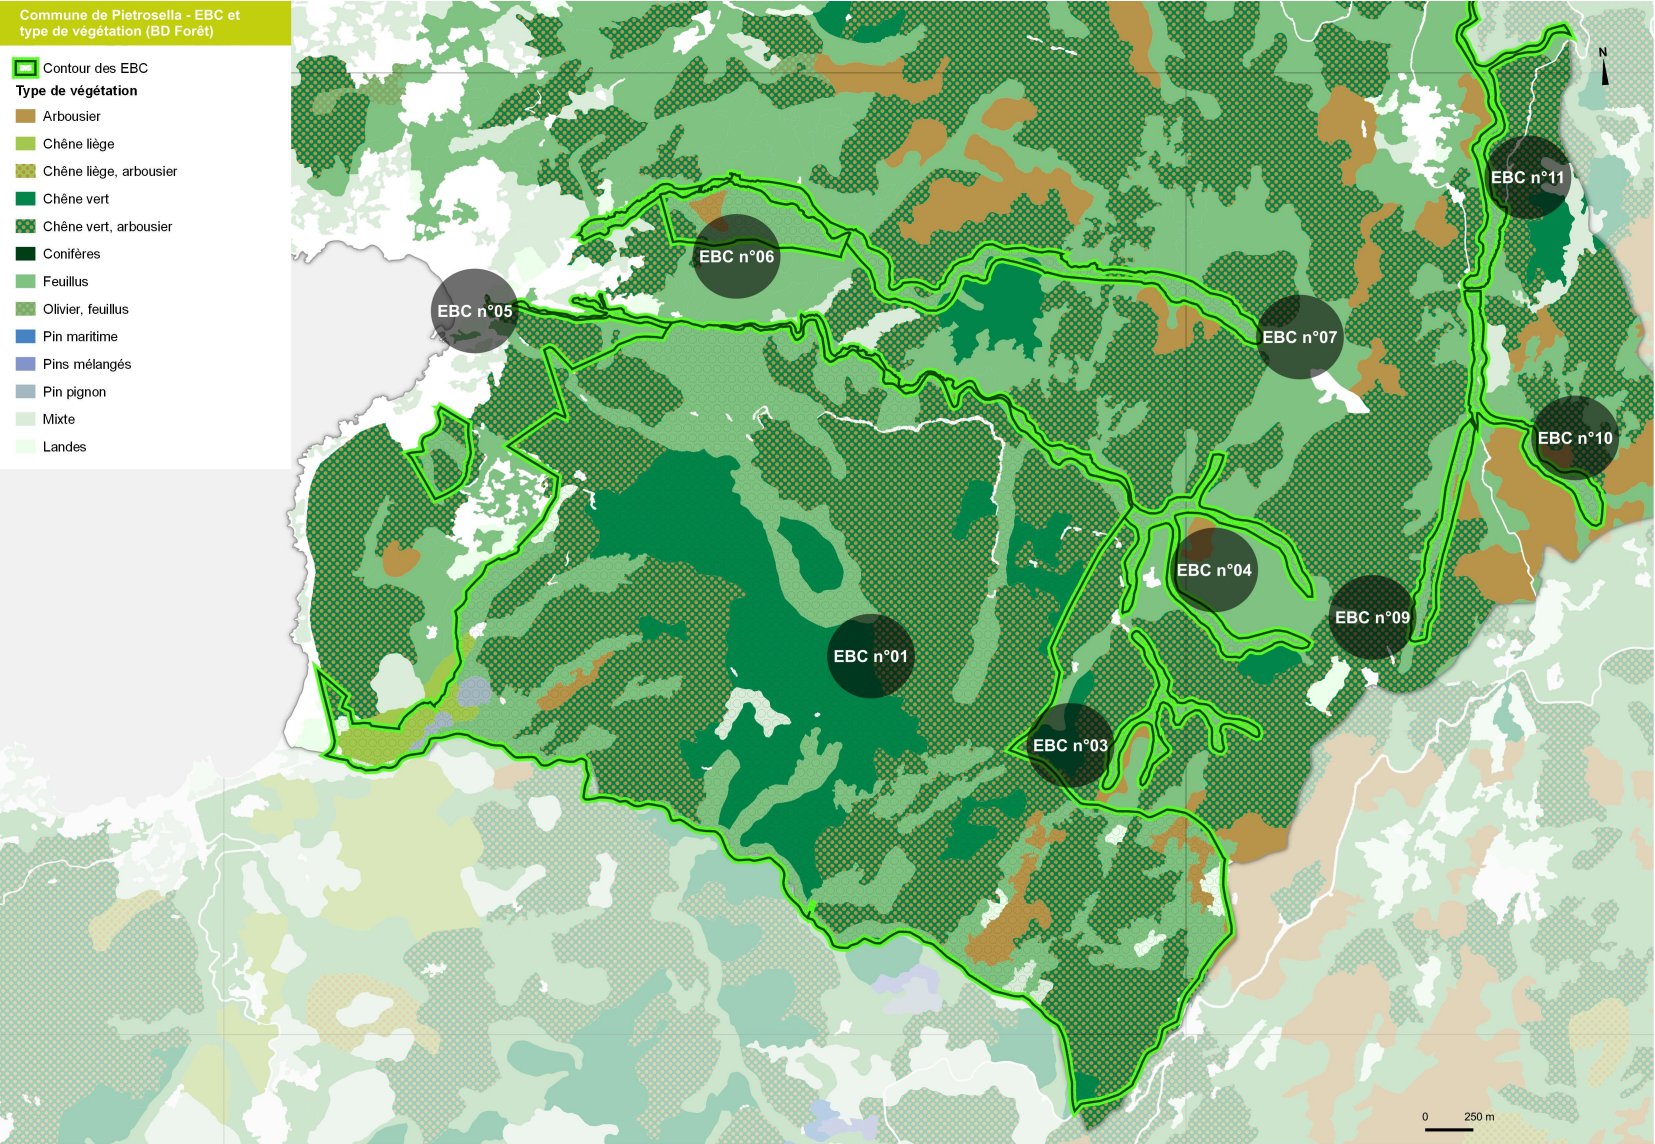 Commune de Pietrosella - EBC et
type de végétation (BD Forêt)
Contour des EBC
Type de végétation
Arbousier
Chêne liège
Chêne liège, arbousier
Chêne vert
Chêne vert, arbousier
Conifères
Feuillus
Olivier, feuillus
Pin maritime
Pins mélangés
Pin pignon
Mixte
Landes
N
EBC n°11
EBC n°06
EBC n°05
EBC n°07
EBC n°10
EBC n°04
EBC n°09
EBC n°01
EBC n°03
0 250 m